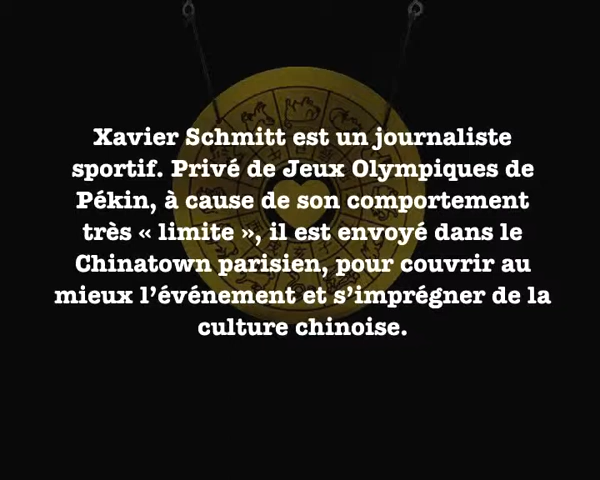 Xavier Schmitt est un journaliste
sportif. Privé de Jeux Olympiques de
Pékin, à cause de son comportement
très « limite », il est envoyé dans le
Chinatown parisien, pour couvrir au
mieux l’événement et s’imprégner de la
culture chinoise.